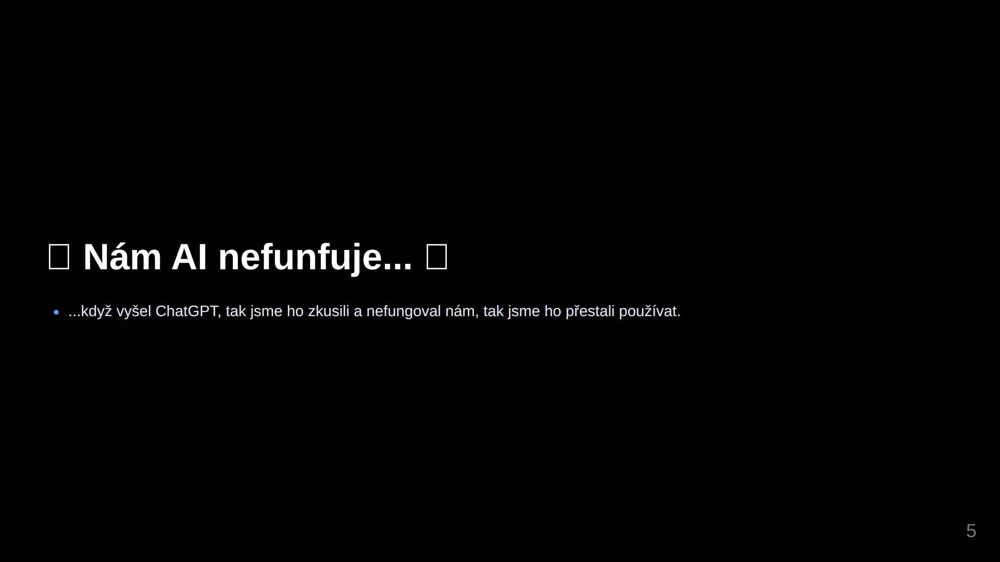 Nám AI nefunfuje...
...když vyšel ChatGPT, tak jsme ho zkusili a nefungoval nám, tak jsme ho přestali používat.
5